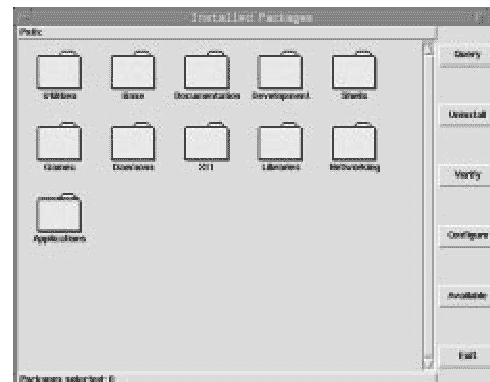 Installed Packages
Path:
Utilities Base Documentation Development Shells
Games Daemons X11 Libraries Networking
Applications
Query
Uninstall
Verify
Configure
Available
Exit
Packages selected: 0